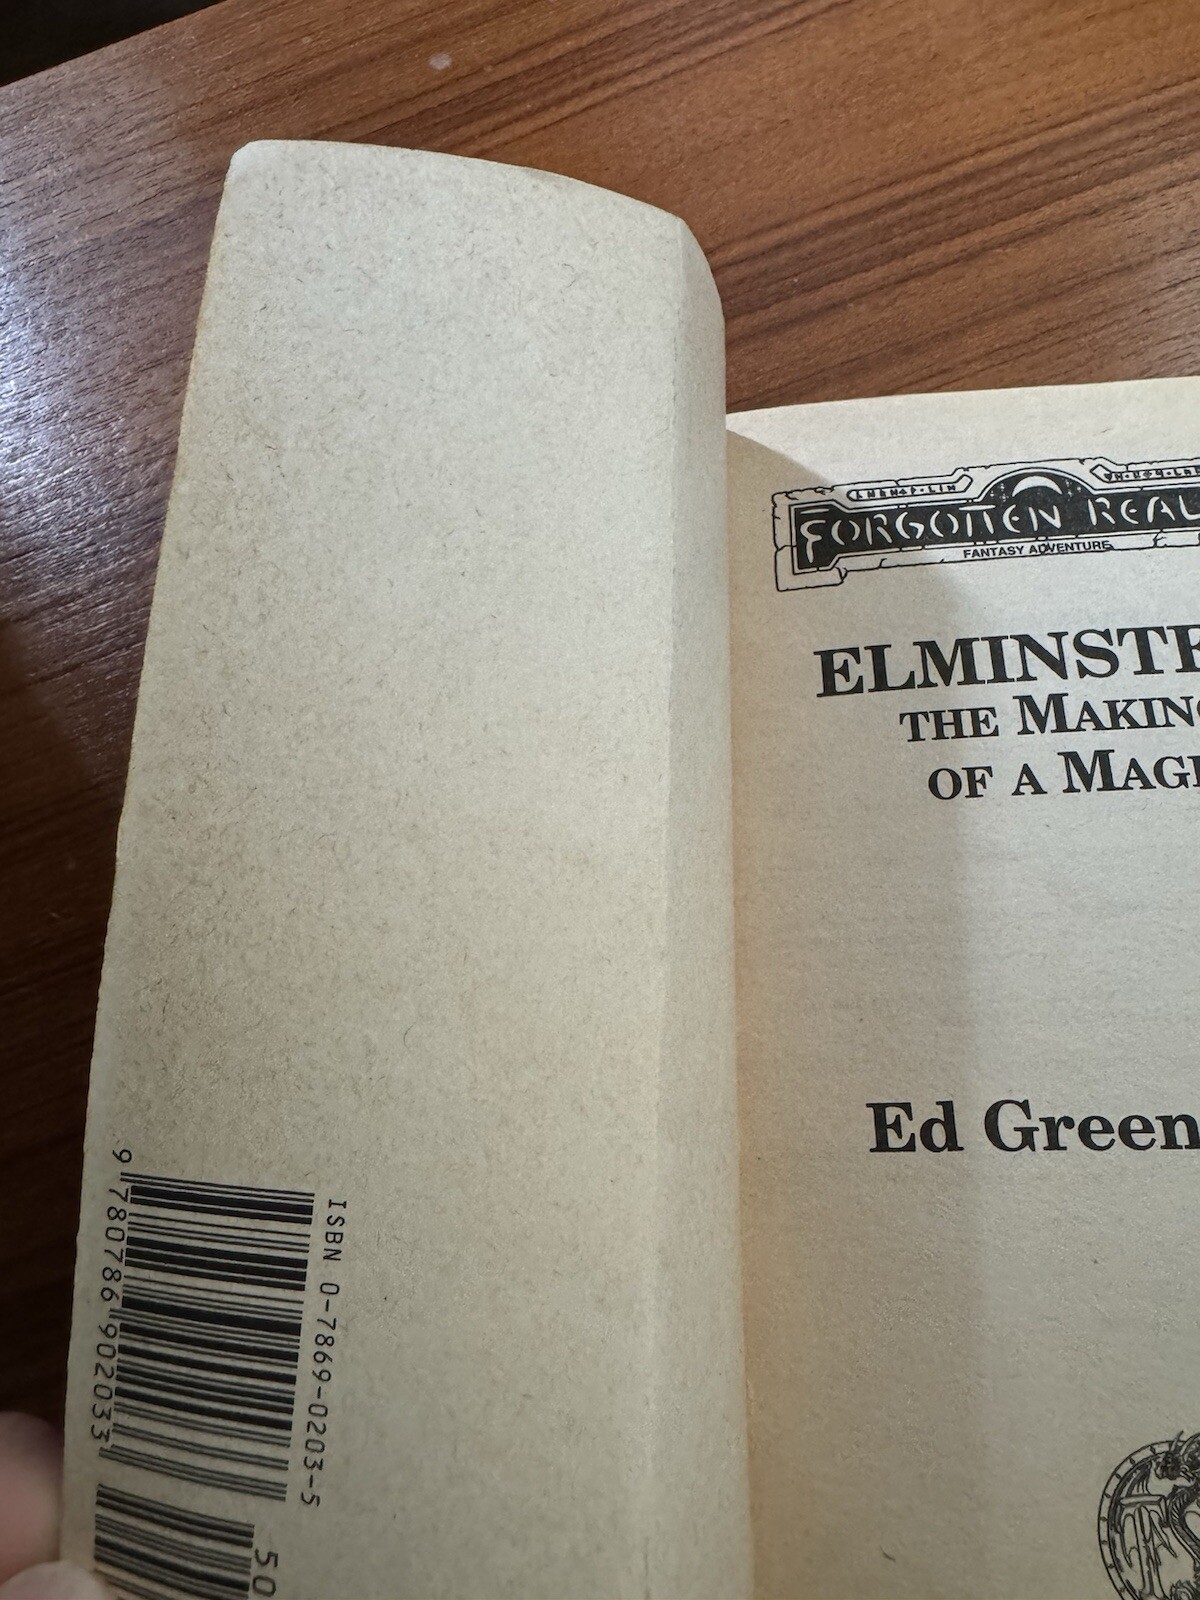 ISBN 0-7869-0203-5
9 780786 902033
50
FORGOTTEN REAL
FANTASY ADVENTURE
ELMINSTE
THE MAKING
OF A MAG
Ed Green